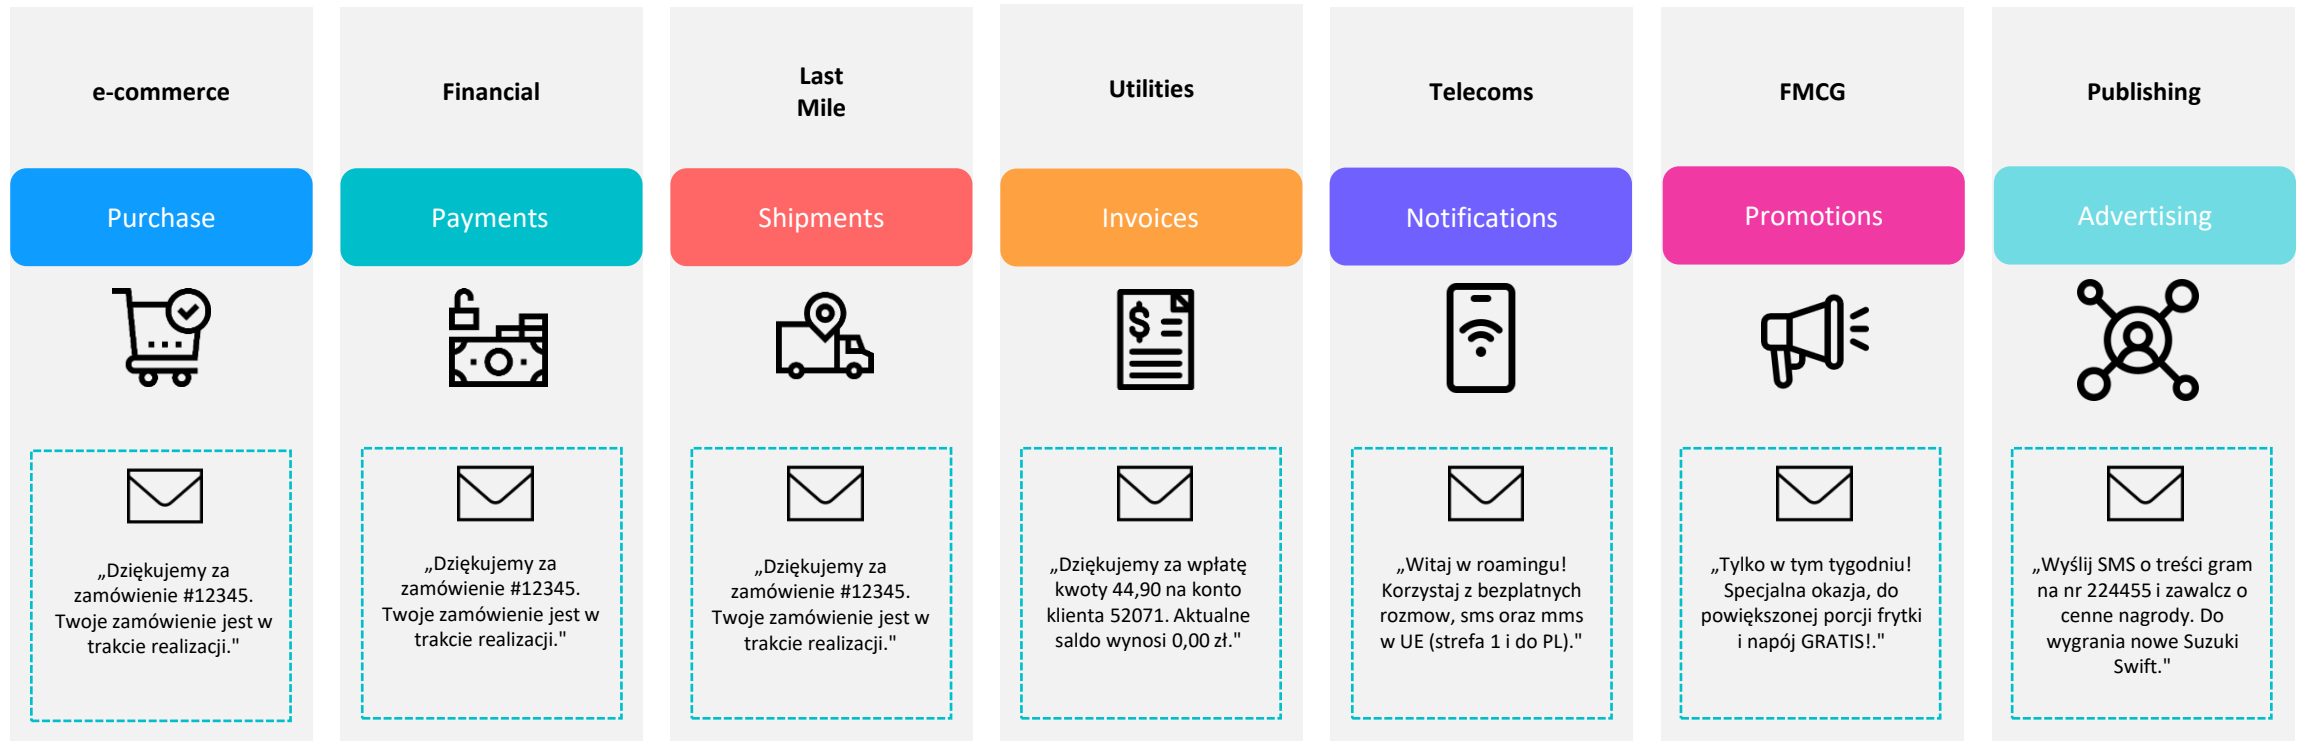 e-commerce
Purchase
„Dziękujemy za
zamówienie #12345.
Twoje zamówienie jest w
trakcie realizacji."
Financial
Payments
„Dziękujemy za
zamówienie #12345.
Twoje zamówienie jest w
trakcie realizacji."
Last
Mile
Shipments
„Dziękujemy za
zamówienie #12345.
Twoje zamówienie jest w
trakcie realizacji."
Utilities
Invoices
$
„Dziękujemy za wpłatę
kwoty 44,90 na konto
klienta 52071. Aktualne
saldo wynosi 0,00 zł."
Telecoms
Notifications
„Witaj w roamingu!
Korzystaj z bezplatnych
rozmow, sms oraz mms
w UE (strefa 1 i do PL)."
FMCG
Promotions
„Tylko w tym tygodniu!
Specjalna okazja, do
powiększonej porcji frytki
i napój GRATIS!."
Publishing
Advertising
„Wyślij SMS o treści gram
na nr 224455 i zawalcz o
cenne nagrody. Do
wygrania nowe Suzuki
Swift."